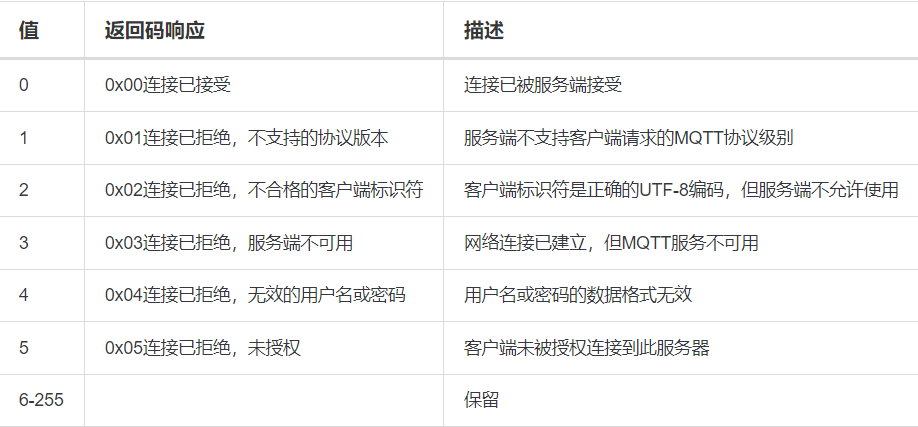 值 返回码响应 描述
0 0x00连接已接受 连接已被服务端接受
1 0x01连接已拒绝，不支持的协议版本 服务端不支持客户端请求的MQTT协议级别
2 0x02连接已拒绝，不合格的客户端标识符 客户端标识符是正确的UTF-8编码，但服务端不允许使用
3 0x03连接已拒绝，服务端不可用 网络连接已建立，但MQTT服务不可用
4 0x04连接已拒绝，无效的用户名或密码 用户名或密码的数据格式无效
5 0x05连接已拒绝，未授权 客户端未被授权连接到此服务器
6-255 保留